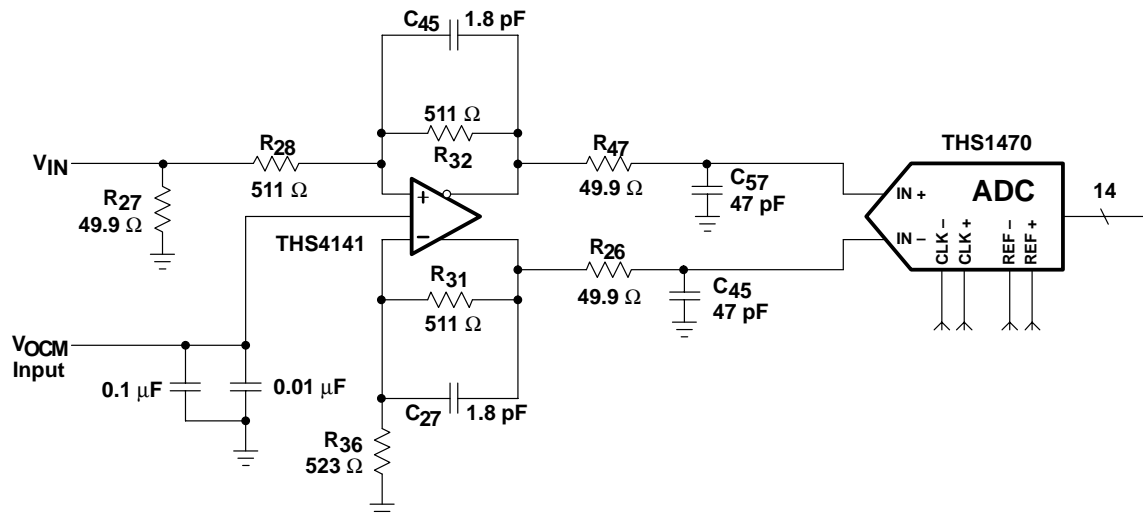 C45
1.8 pF
511 Ω
R32
VIN
R28
511 Ω
R27
49.9 Ω
+
−
THS4141
R47
49.9 Ω
C57
47 pF
THS1470
ADC
IN +
IN −
CLK −
CLK +
REF −
REF +
14
R26
49.9 Ω
C45
47 pF
R31
511 Ω
VOCM
Input
0.1 μF
0.01 μF
C27
1.8 pF
R36
523 Ω